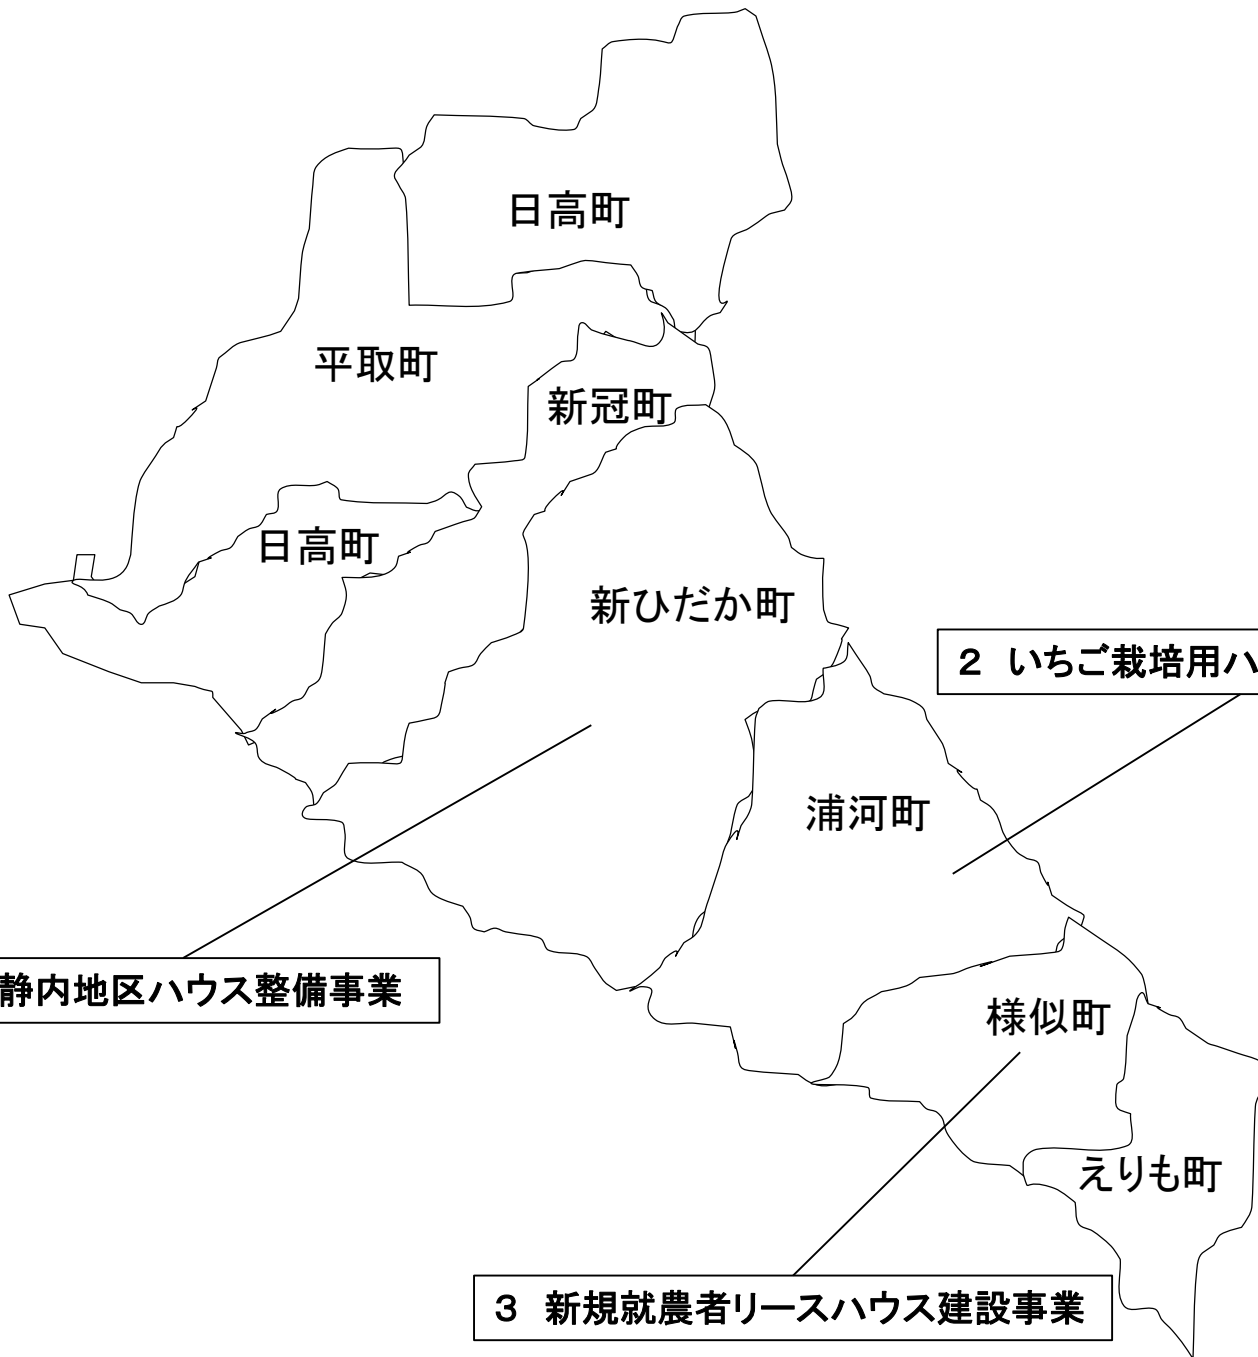 日高町
平取町
新冠町
日高町
新ひだか町
２　いちご栽培用ハ
浦河町
静内地区ハウス整備事業
様似町
えりも町
３　新規就農者リースハウス建設事業